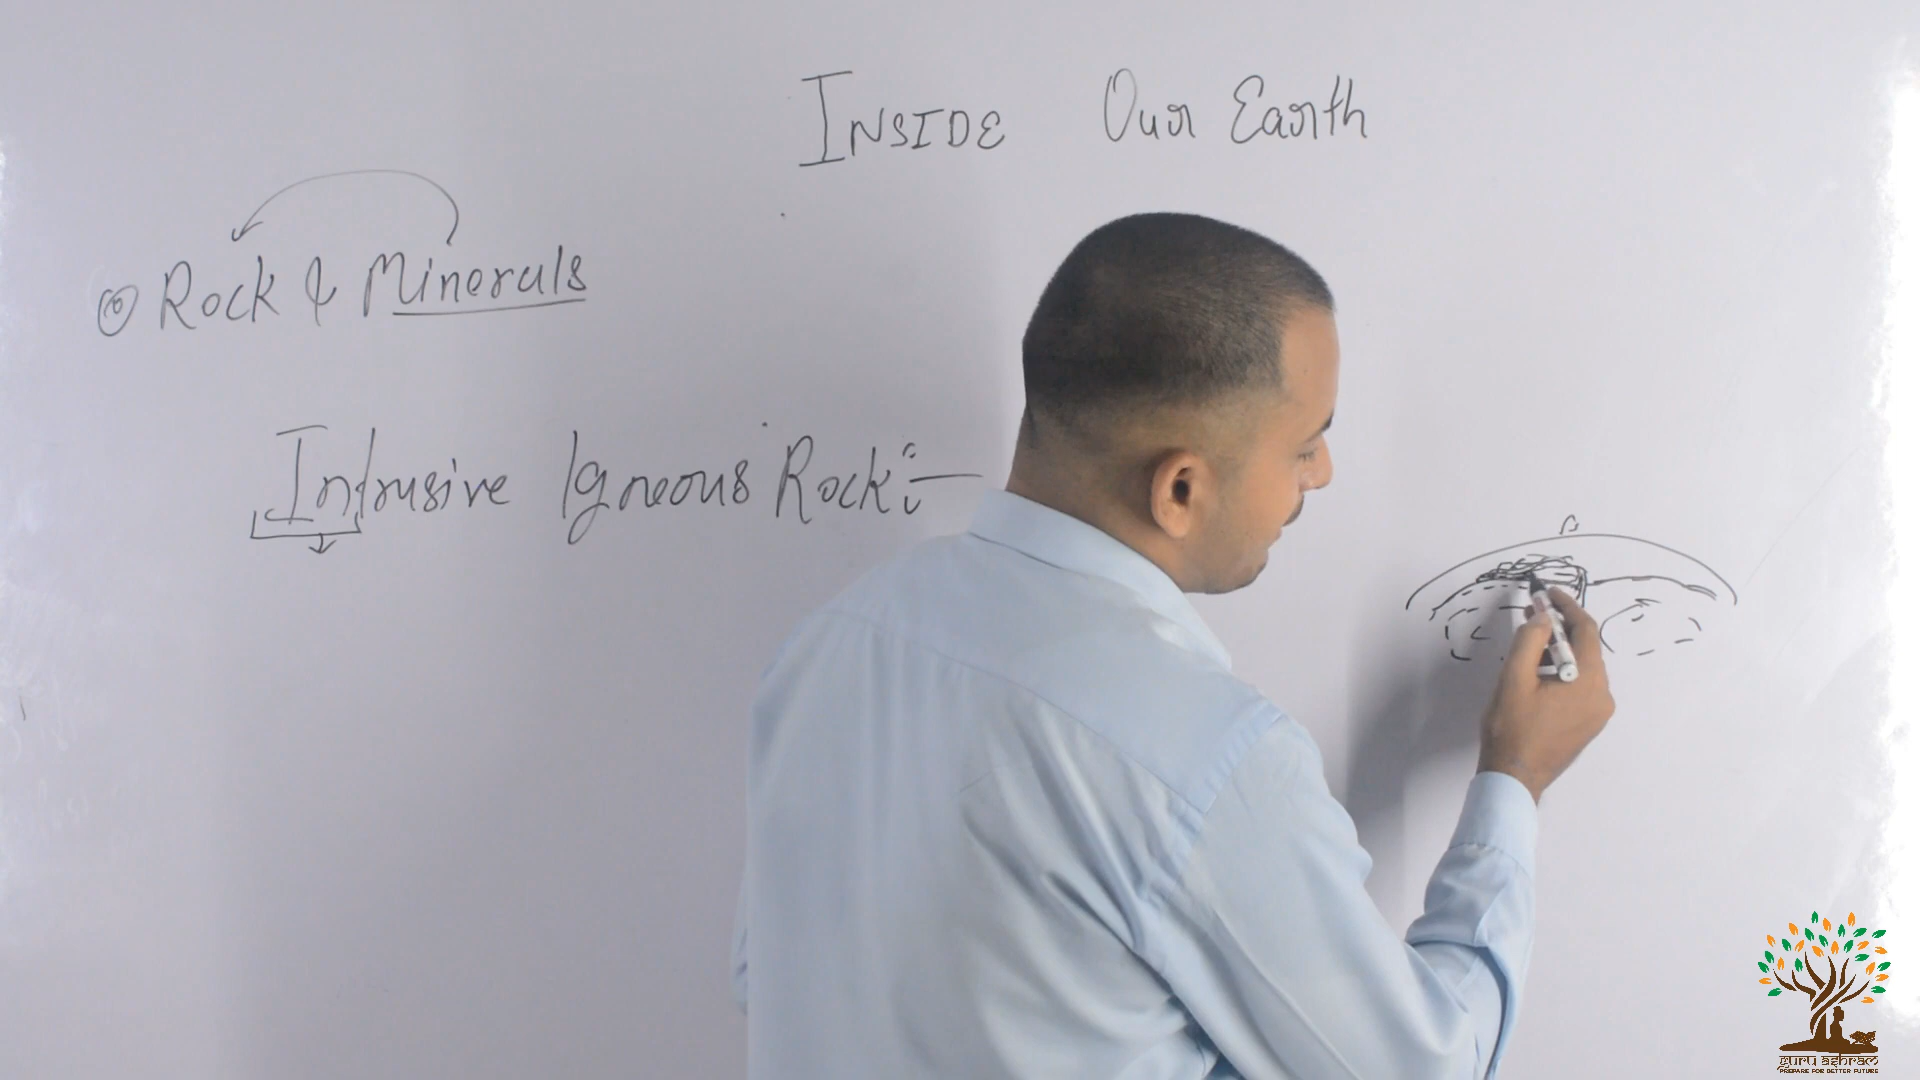 INSIDE Our Earth
Rock & Minerals
Intrusive Igneous Rock:-
guru ashram
PREPARE FOR BETTER FUTURE